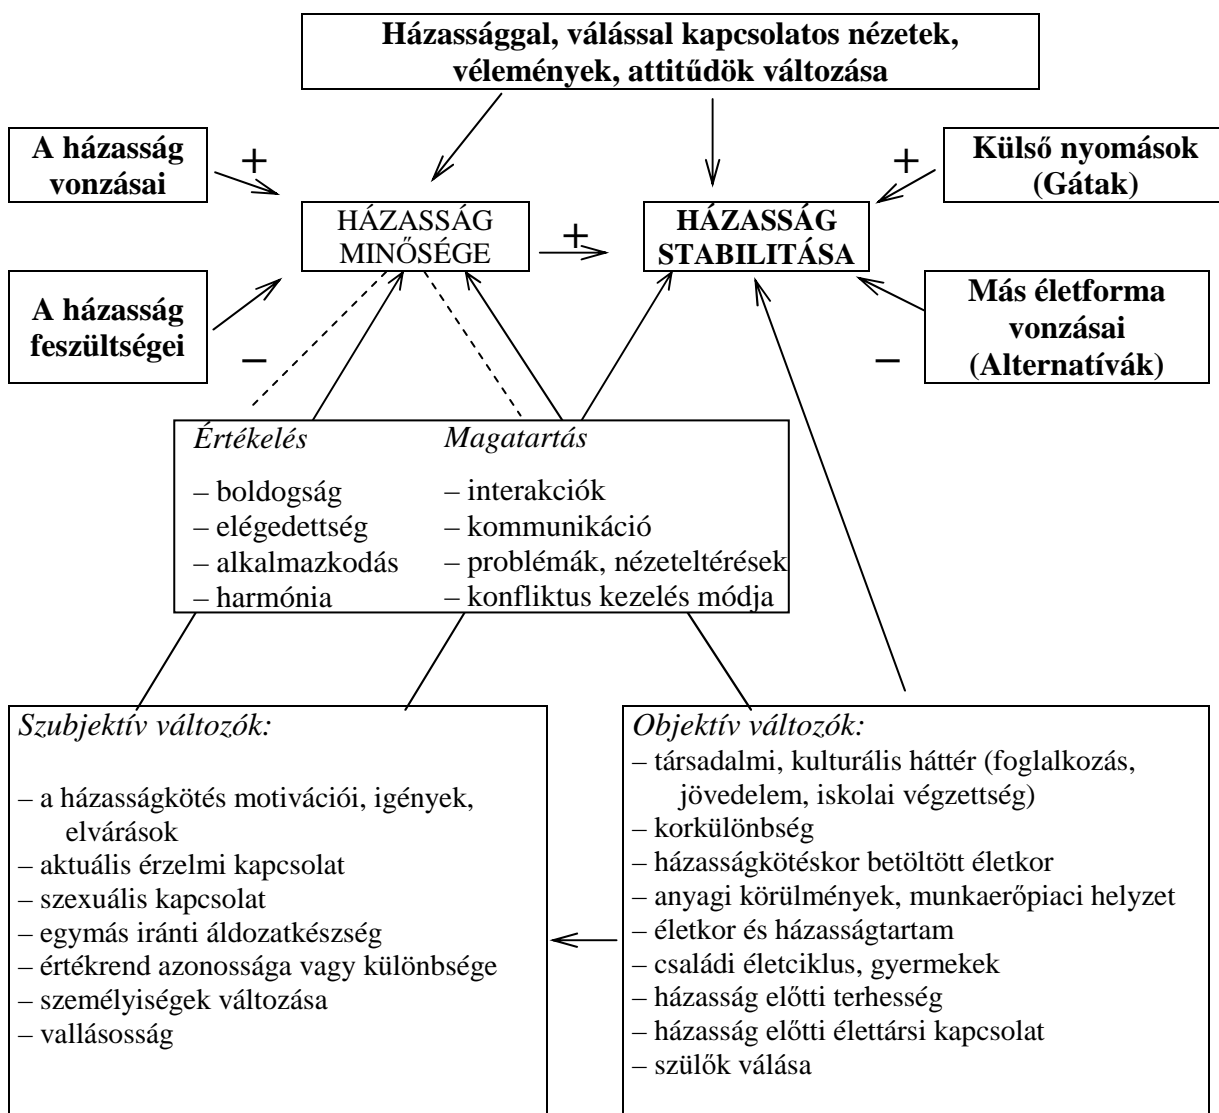 Házassággal, válással kapcsolatos nézetek,
vélemények, attitűdök változása
A házasság
vonzásai
+
+
Külső nyomások
(Gátak)
HÁZASSÁG
MINŐSÉGE
+
HÁZASSÁG
STABILITÁSA
A házasság
feszültségei
–
–
Más életforma
vonzásai
(Alternatívák)
Értékelés
– boldogság
– elégedettség
– alkalmazkodás
– harmónia
Magatartás
– interakciók
– kommunikáció
– problémák, nézeteltérések
– konfliktus kezelés módja
Szubjektív változók:
– a házasságkötés motivációi, igények,
elvárások
– aktuális érzelmi kapcsolat
– szexuális kapcsolat
– egymás iránti áldozatkészség
– értékrend azonossága vagy különbsége
– személyiségek változása
– vallásosság
Objektív változók:
– társadalmi, kulturális háttér (foglalkozás,
jövedelem, iskolai végzettség)
– korkülönbség
– házasságkötéskor betöltött életkor
– anyagi körülmények, munkaerőpiaci helyzet
– életkor és házasságtartam
– családi életciklus, gyermekek
– házasság előtti terhesség
– házasság előtti élettársi kapcsolat
– szülők válása